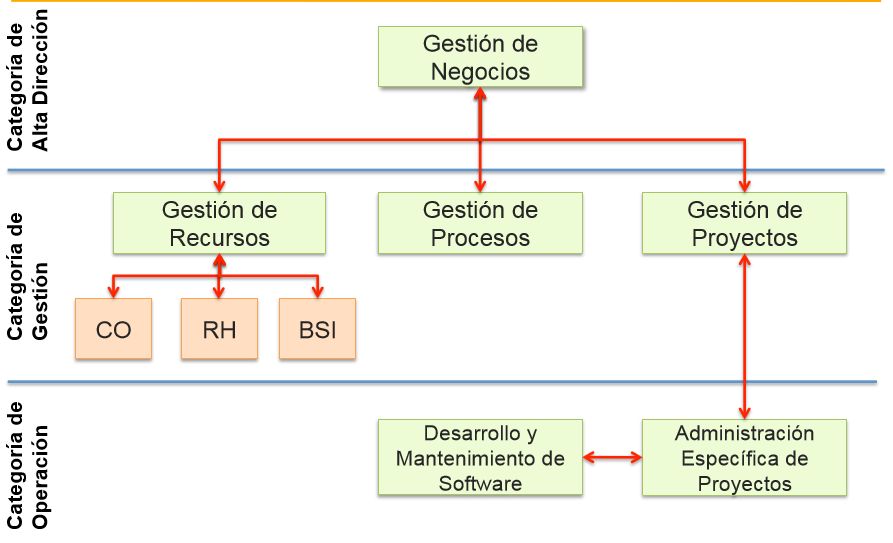 Categoría de
Alta Dirección
Gestión de
Negocios
Categoría de
Gestión
Gestión de
Recursos
Gestión de
Procesos
Gestión de
Proyectos
CO
RH
BSI
Categoría de
Operación
Desarrollo y
Mantenimiento de
Software
Administración
Específica de
Proyectos